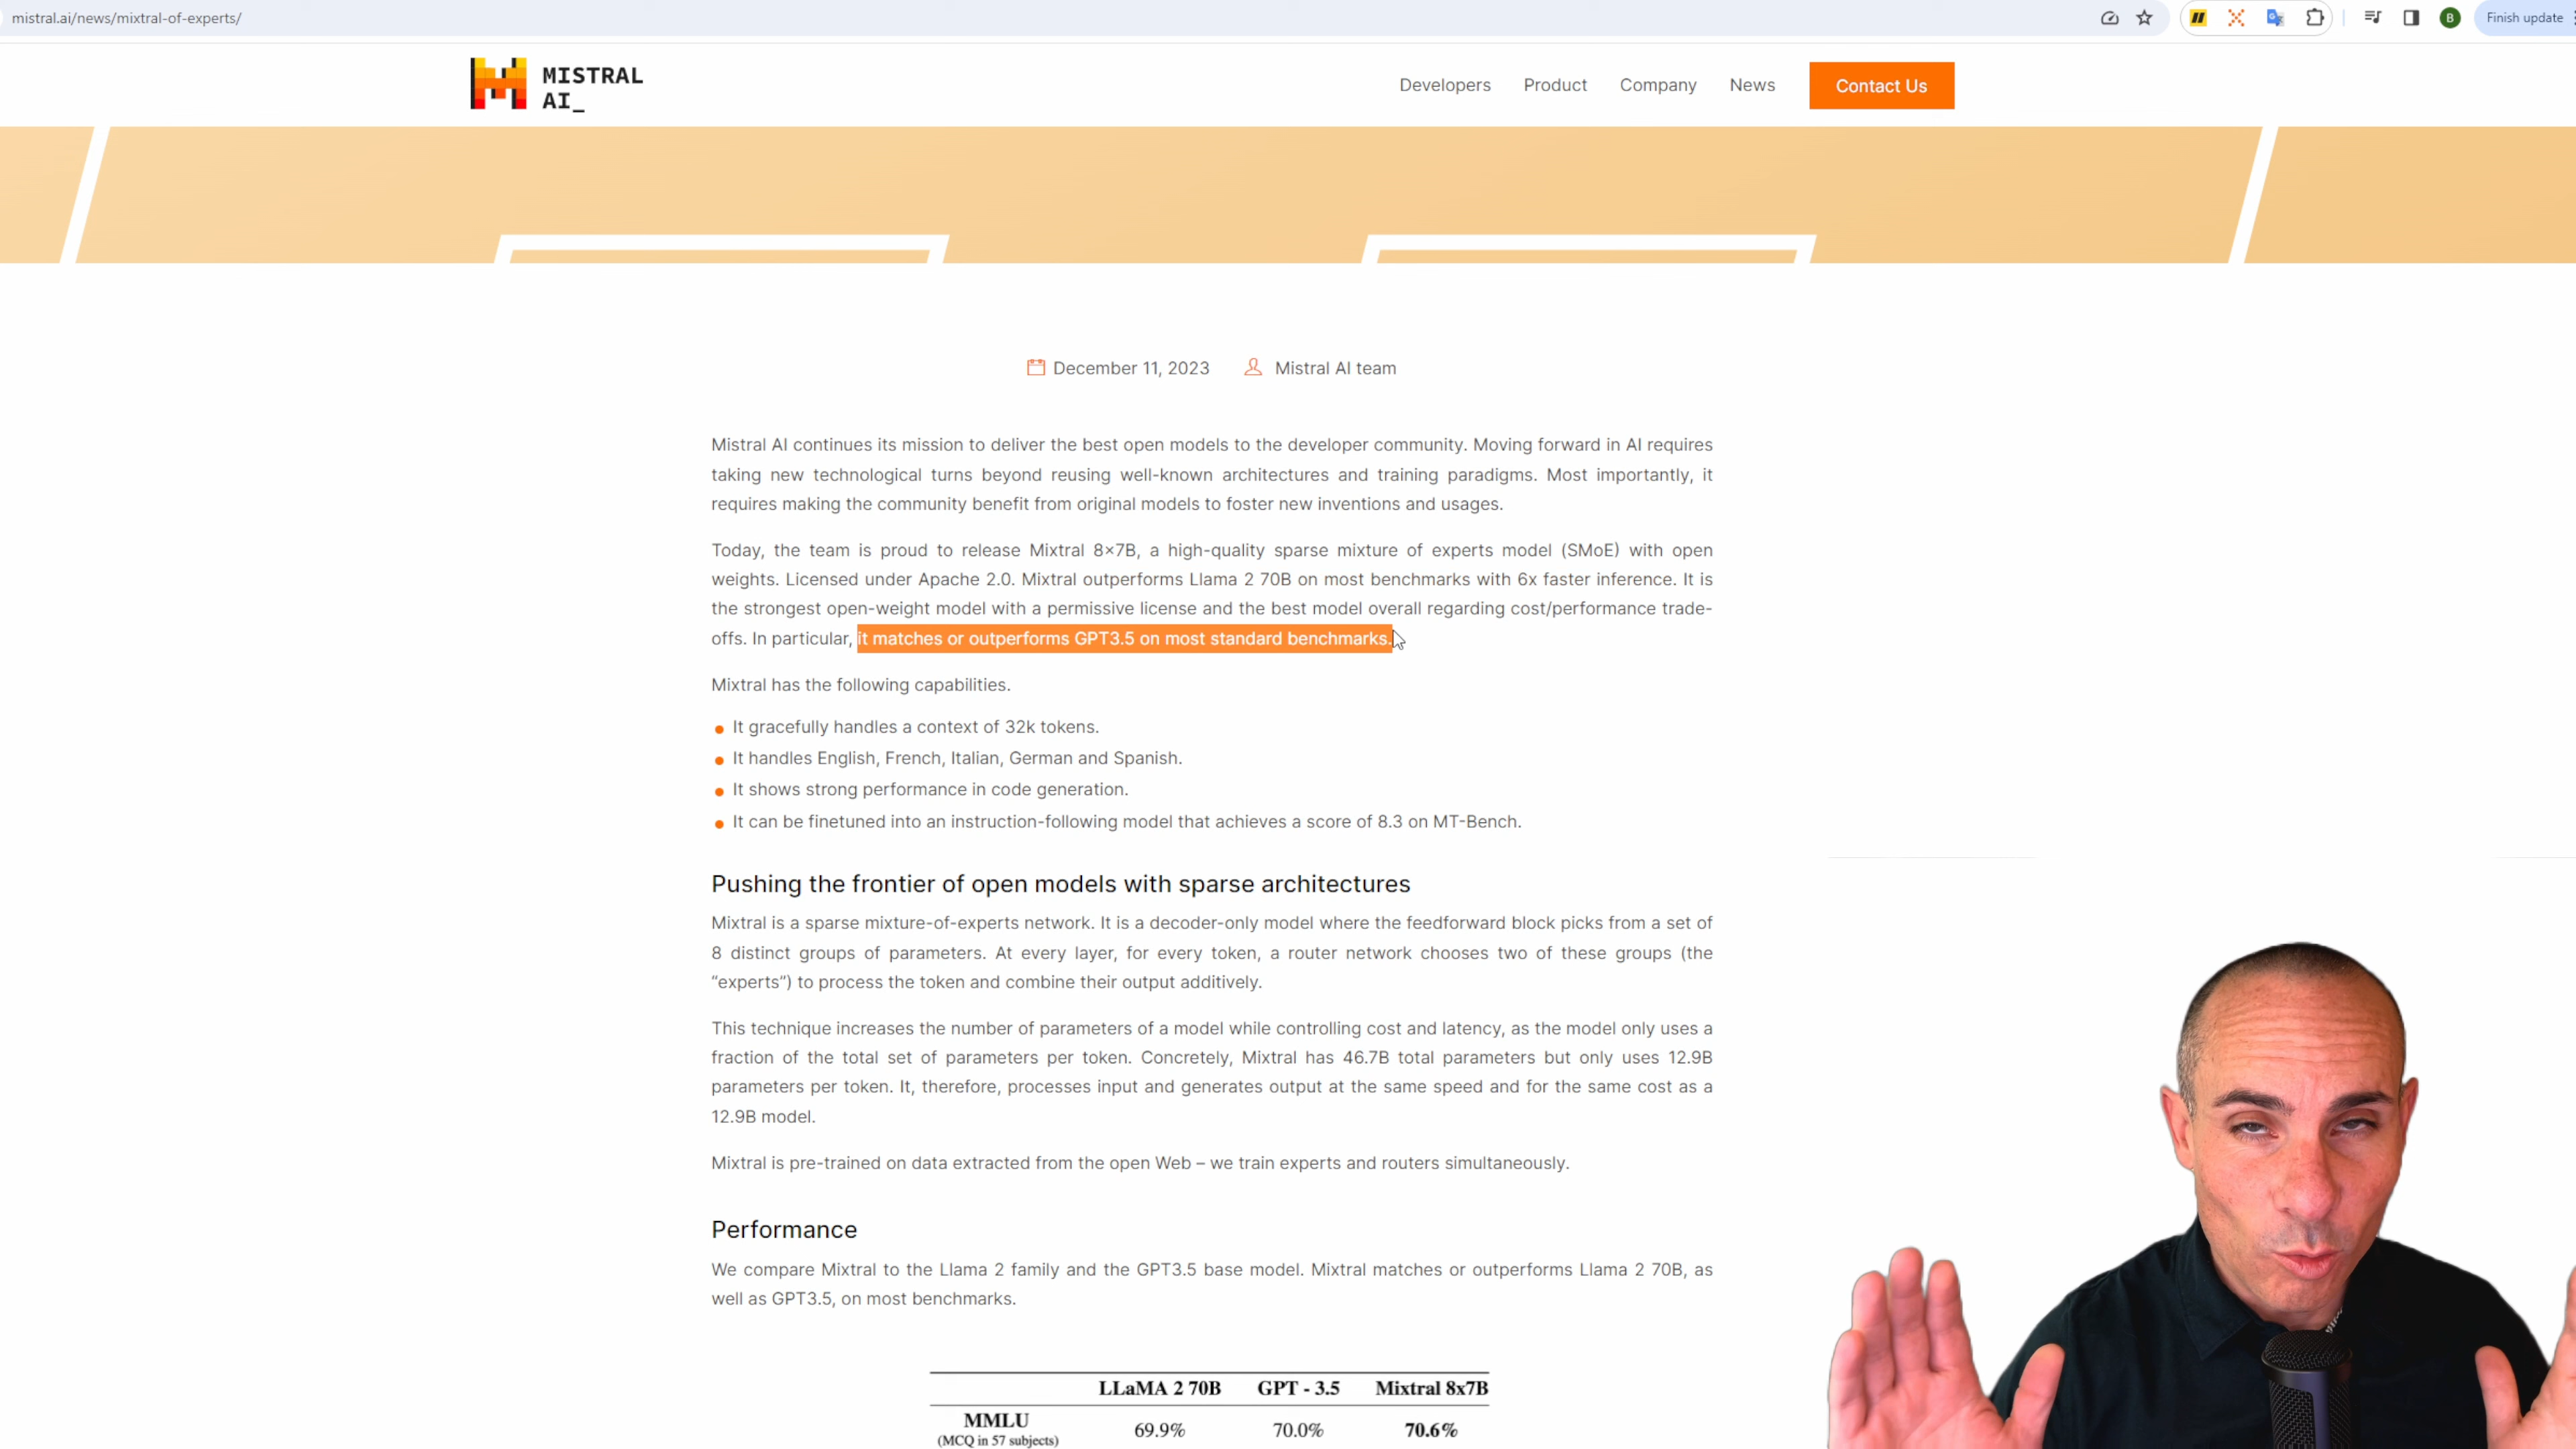 mistral.ai/news/mixtral-of-experts/
B
Finish update
MISTRAL
AI_
Developers
Product
Company
News
Contact Us
December 11, 2023
Mistral AI team
Mistral AI continues its mission to deliver the best open models to the developer community. Moving forward in AI requires
taking new technological turns beyond reusing well-known architectures and training paradigms. Most importantly, it
requires making the community benefit from original models to foster new inventions and usages.
Today, the team is proud to release Mixtral 8×7B, a high-quality sparse mixture of experts model (SMoE) with open
weights. Licensed under Apache 2.0. Mixtral outperforms Llama 2 70B on most benchmarks with 6x faster inference. It is
the strongest open-weight model with a permissive license and the best model overall regarding cost/performance trade-
offs. In particular, it matches or outperforms GPT3.5 on most standard benchmarks.
Mixtral has the following capabilities.
It gracefully handles a context of 32k tokens.
It handles English, French, Italian, German and Spanish.
It shows strong performance in code generation.
It can be finetuned into an instruction-following model that achieves a score of 8.3 on MT-Bench.
Pushing the frontier of open models with sparse architectures
Mixtral is a sparse mixture-of-experts network. It is a decoder-only model where the feedforward block picks from a set of
8 distinct groups of parameters. At every layer, for every token, a router network chooses two of these groups (the
“experts”) to process the token and combine their output additively.
This technique increases the number of parameters of a model while controlling cost and latency, as the model only uses a
fraction of the total set of parameters per token. Concretely, Mixtral has 46.7B total parameters but only uses 12.9B
parameters per token. It, therefore, processes input and generates output at the same speed and for the same cost as a
12.9B model.
Mixtral is pre-trained on data extracted from the open Web – we train experts and routers simultaneously.
Performance
We compare Mixtral to the Llama 2 family and the GPT3.5 base model. Mixtral matches or outperforms Llama 2 70B, as
well as GPT3.5, on most benchmarks.
LLaMA 2 70B GPT - 3.5 Mixtral 8x7B
MMLU 69.9% 70.0% 70.6%
(MCQ in 57 subjects)